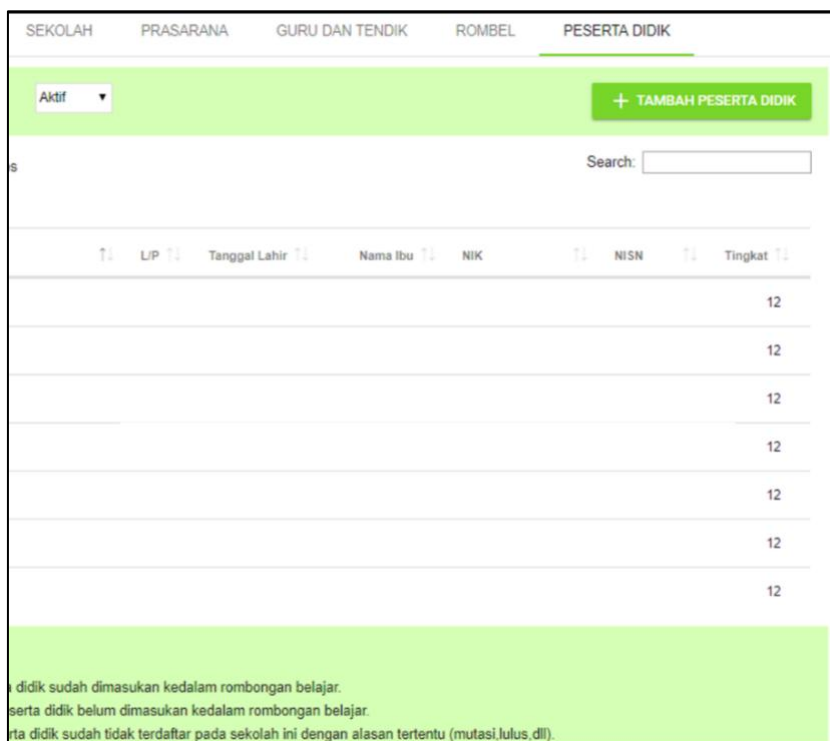 SEKOLAH PRASARANA GURU DAN TENDIK ROMBEL PESERTA DIDIK
Aktif + TAMBAH PESERTA DIDIK
Search:
L/P Tanggal Lahir Nama Ibu NIK NISN Tingkat
12
12
12
12
12
12
12
didik sudah dimasukan kedalam rombongan belajar.
serta didik belum dimasukan kedalam rombongan belajar.
rta didik sudah tidak terdaftar pada sekolah ini dengan alasan tertentu (mutasi,lulus,dll).